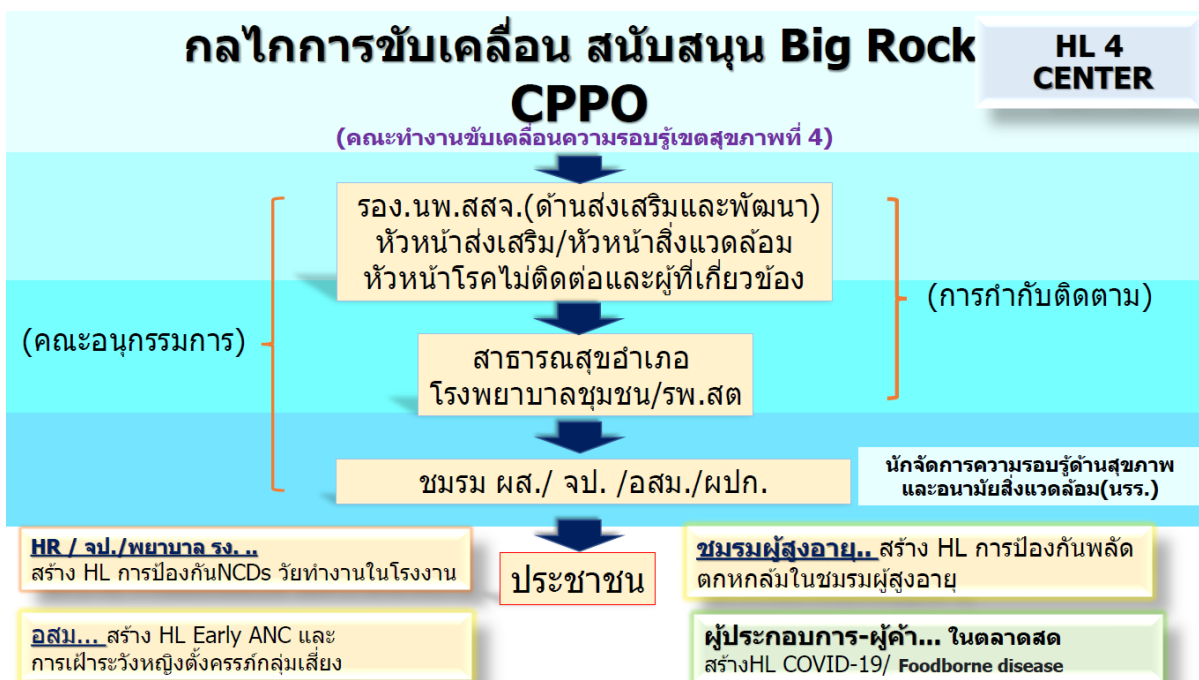 กลไกการขับเคลื่อน สนับสนุน Big Rock
CPPO
HL 4
CENTER
(คณะทำงานขับเคลื่อนความรอบรู้เขตสุขภาพที่ 4)
รอง.นพ.สสจ.(ด้านส่งเสริมและพัฒนา)
หัวหน้าส่งเสริม/หัวหน้าสิ่งแวดล้อม
หัวหน้าโรคไม่ติดต่อและผู้ที่เกี่ยวข้อง
(คณะอนุกรรมการ)
(การกำกับติดตาม)
สาธารณสุขอำเภอ
โรงพยาบาลชุมชน/รพ.สต
ชมรม ผส./ จป. /อสม./ผปก.
นักจัดการความรอบรู้ด้านสุขภาพ
และอนามัยสิ่งแวดล้อม(นรร.)
ประชาชน
HR / จป./พยาบาล รง. ..
สร้าง HL การป้องกันNCDs วัยทำงานในโรงงาน
อสม... สร้าง HL Early ANC และ
การเฝ้าระวังหญิงตั้งครรภ์กลุ่มเสี่ยง
ชมรมผู้สูงอายุ.. สร้าง HL การป้องกันพลัด
ตกหกล้มในชมรมผู้สูงอายุ
ผู้ประกอบการ-ผู้ค้า... ในตลาดสด
สร้างHL COVID-19/ Foodborne disease